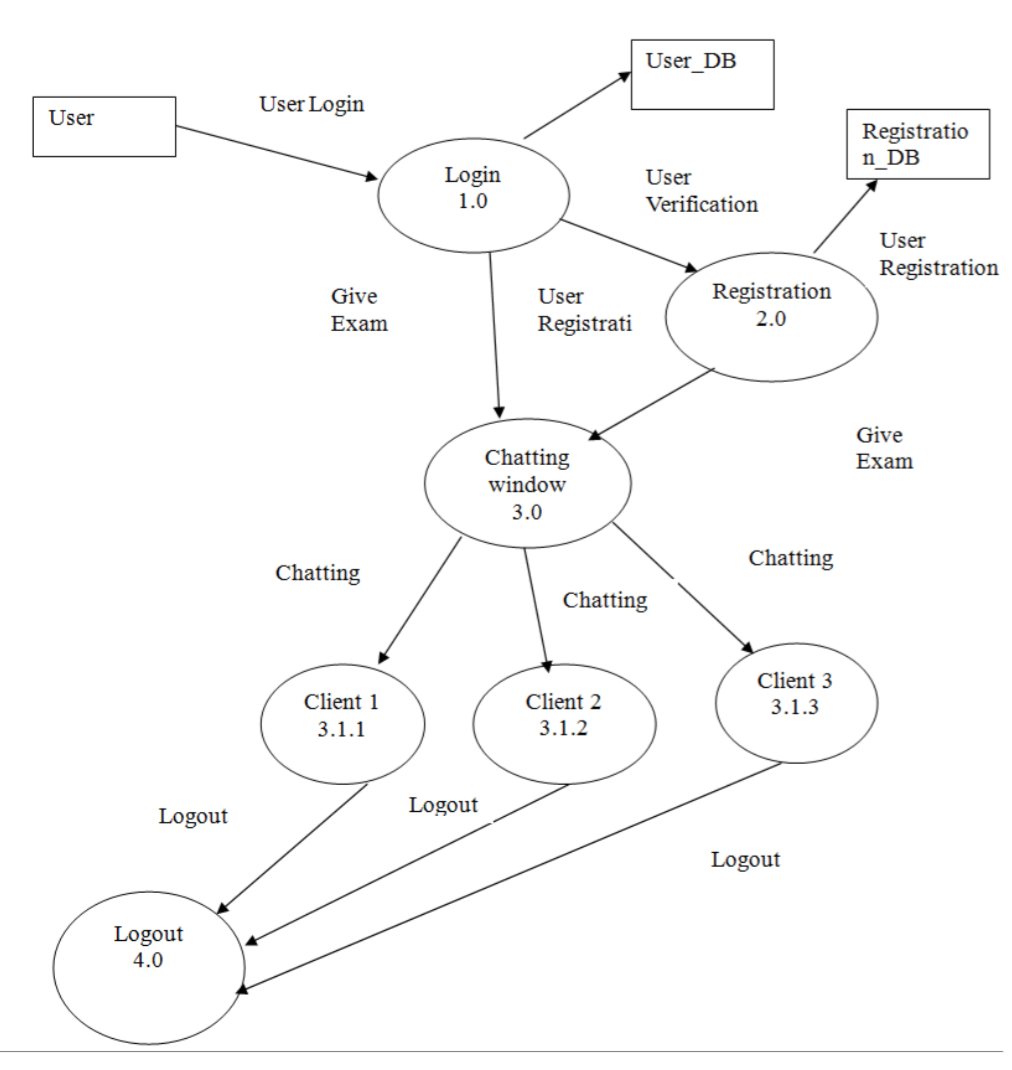 User_DB
User Login
User
Registratio
n_DB
Login
1.0
User
Verification
User
Registration
Give
Exam
User
Registrati
Registration
2.0
Give
Exam
Chatting
window
3.0
Chatting
Chatting
Chatting
Client 1
3.1.1
Client 2
3.1.2
Client 3
3.1.3
Logout
Logout
Logout
Logout
4.0